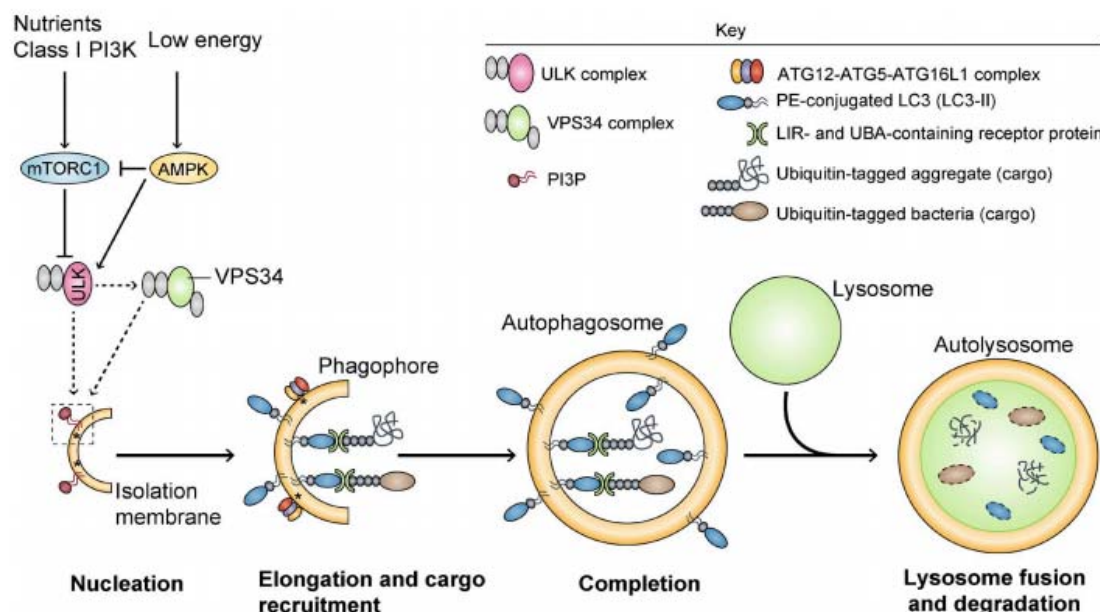 Nutrients
Class I PI3K
Low energy
mTORC1
AMPK
ULK
VPS34
Key
ULK complex
VPS34 complex
PI3P
ATG12-ATG5-ATG16L1 complex
PE-conjugated LC3 (LC3-II)
LIR- and UBA-containing receptor protein
Ubiquitin-tagged aggregate (cargo)
Ubiquitin-tagged bacteria (cargo)
Isolation
membrane
Phagophore
Autophagosome
Lysosome
Autolysosome
Nucleation
Elongation and cargo
recruitment
Completion
Lysosome fusion
and degradation